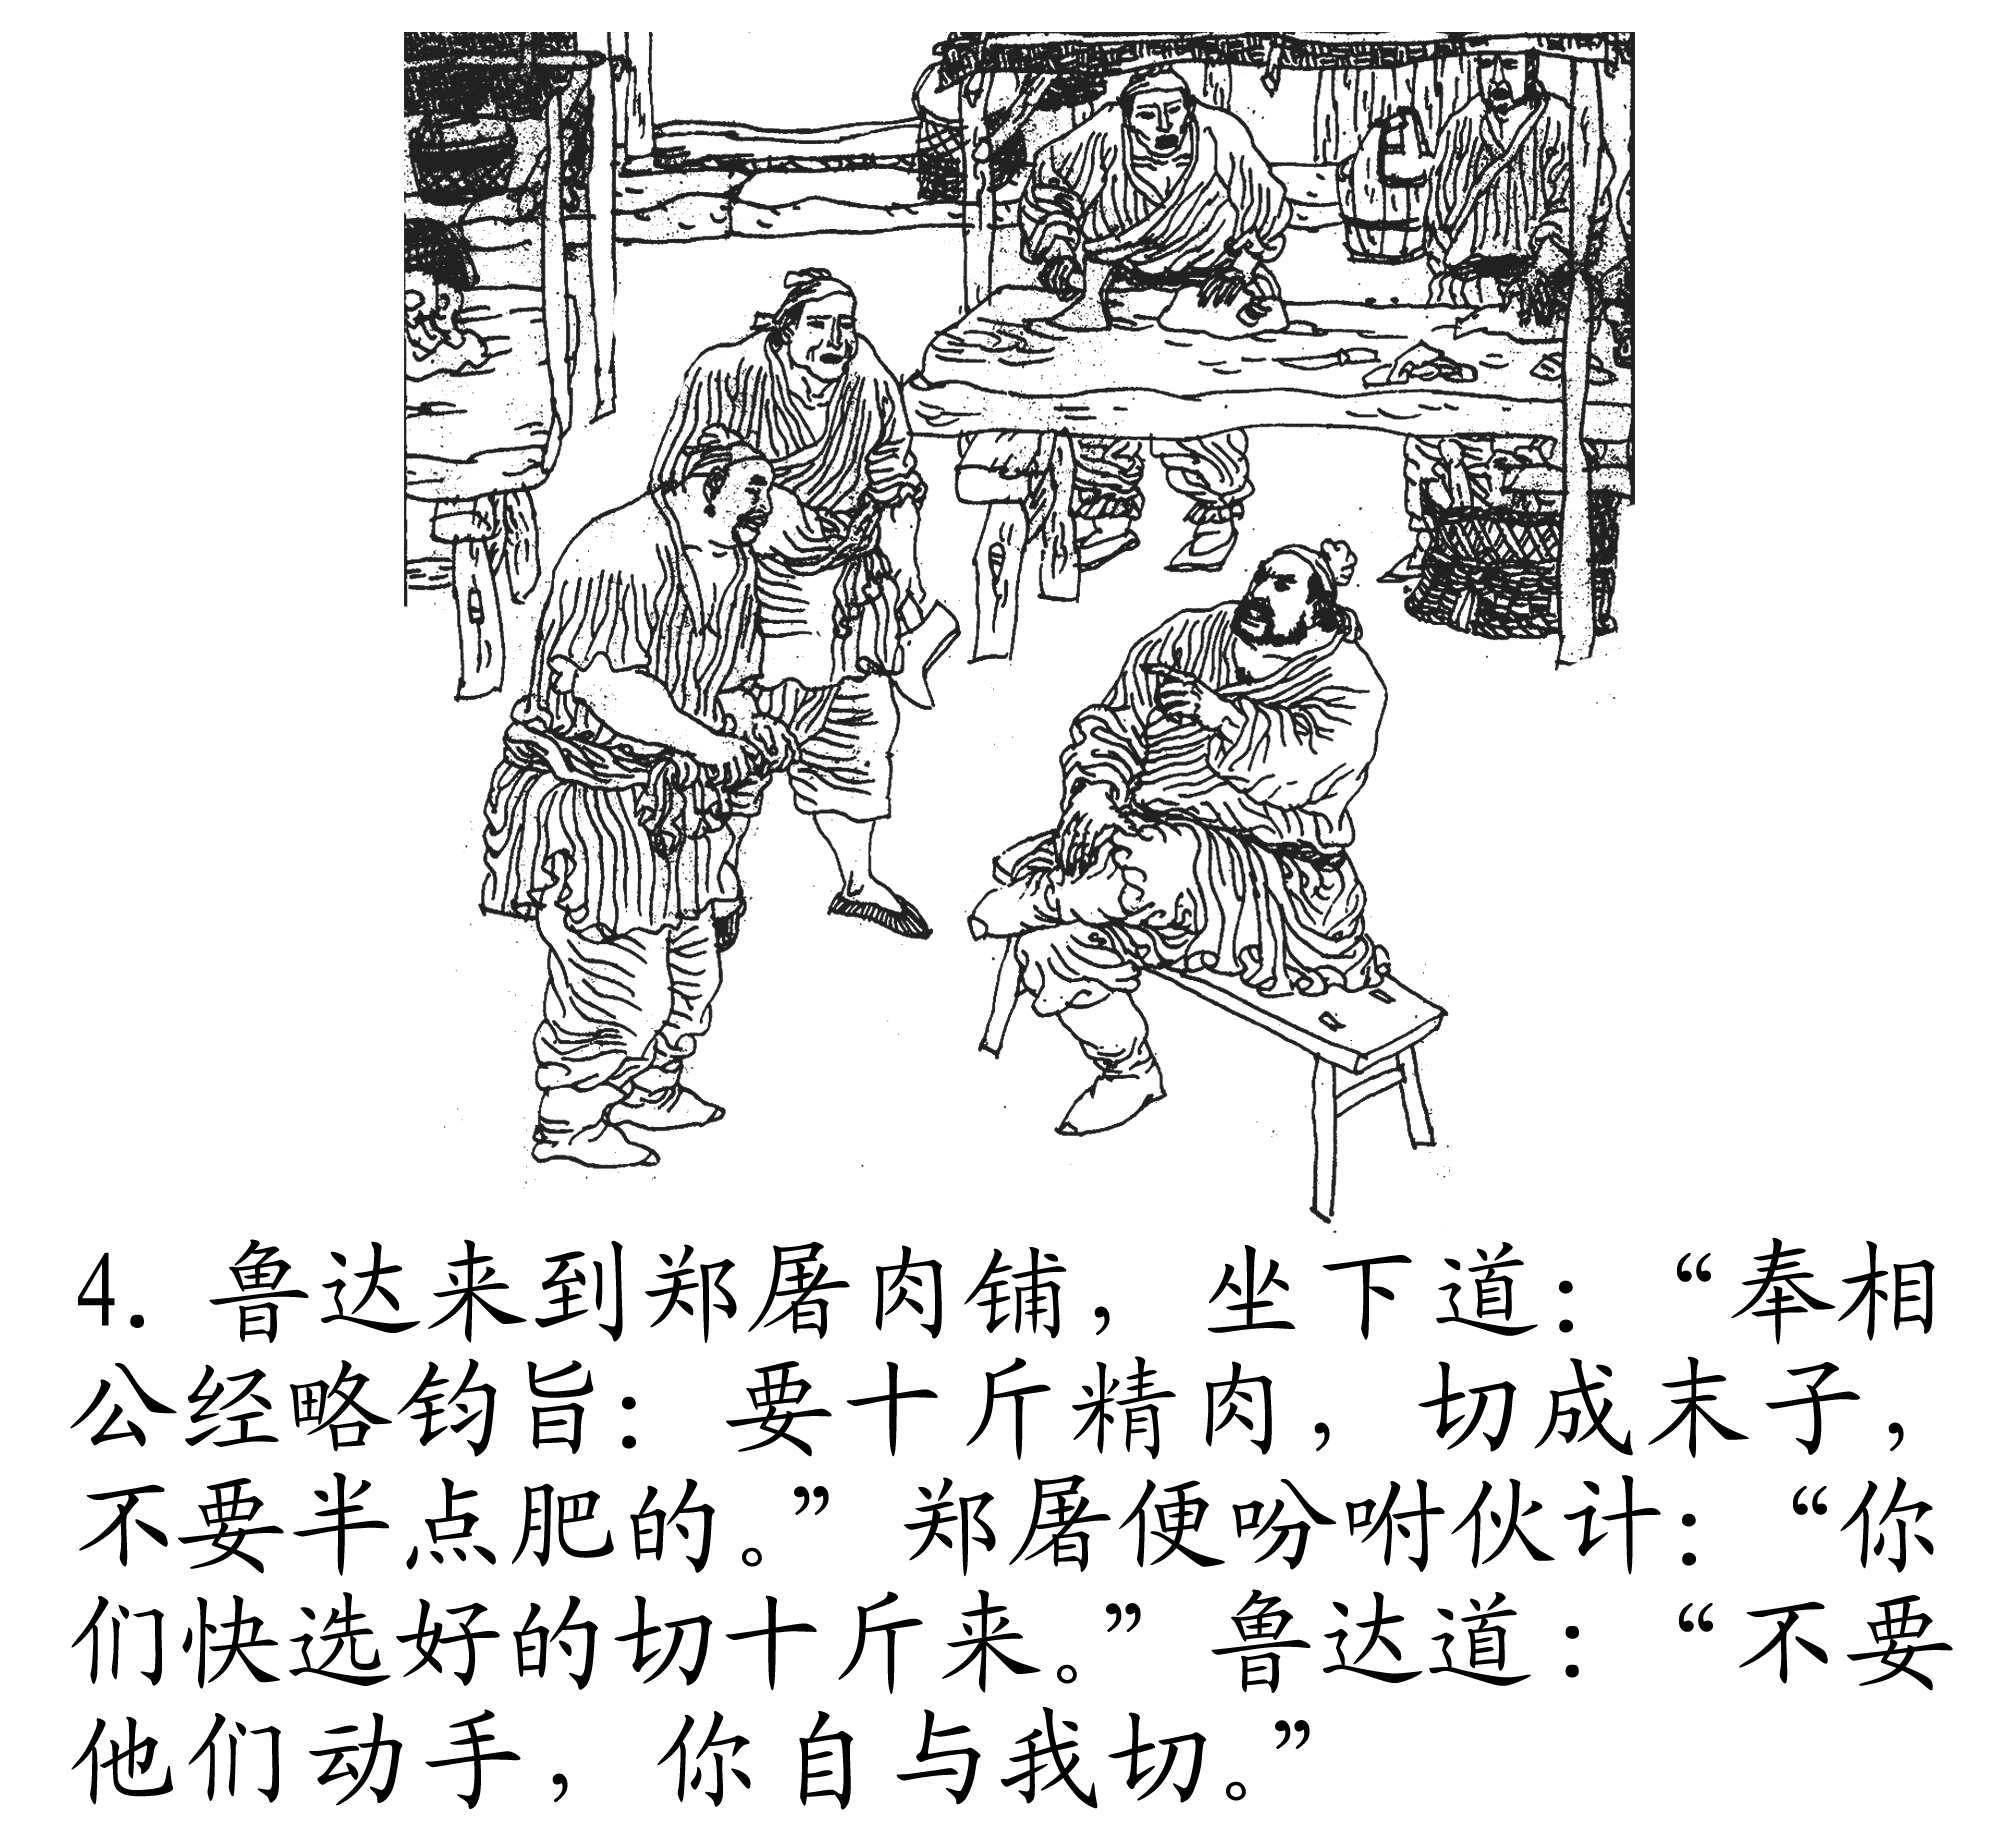 4. 鲁达来到郑屠肉铺，坐下道：“奉相
公经略钧旨：要十斤精肉，切成末子，
不要半点肥的。”郑屠便吩咐伙计：“你
们快选好的切十斤来。”鲁达道：“不要
他们动手，你自与我切。”